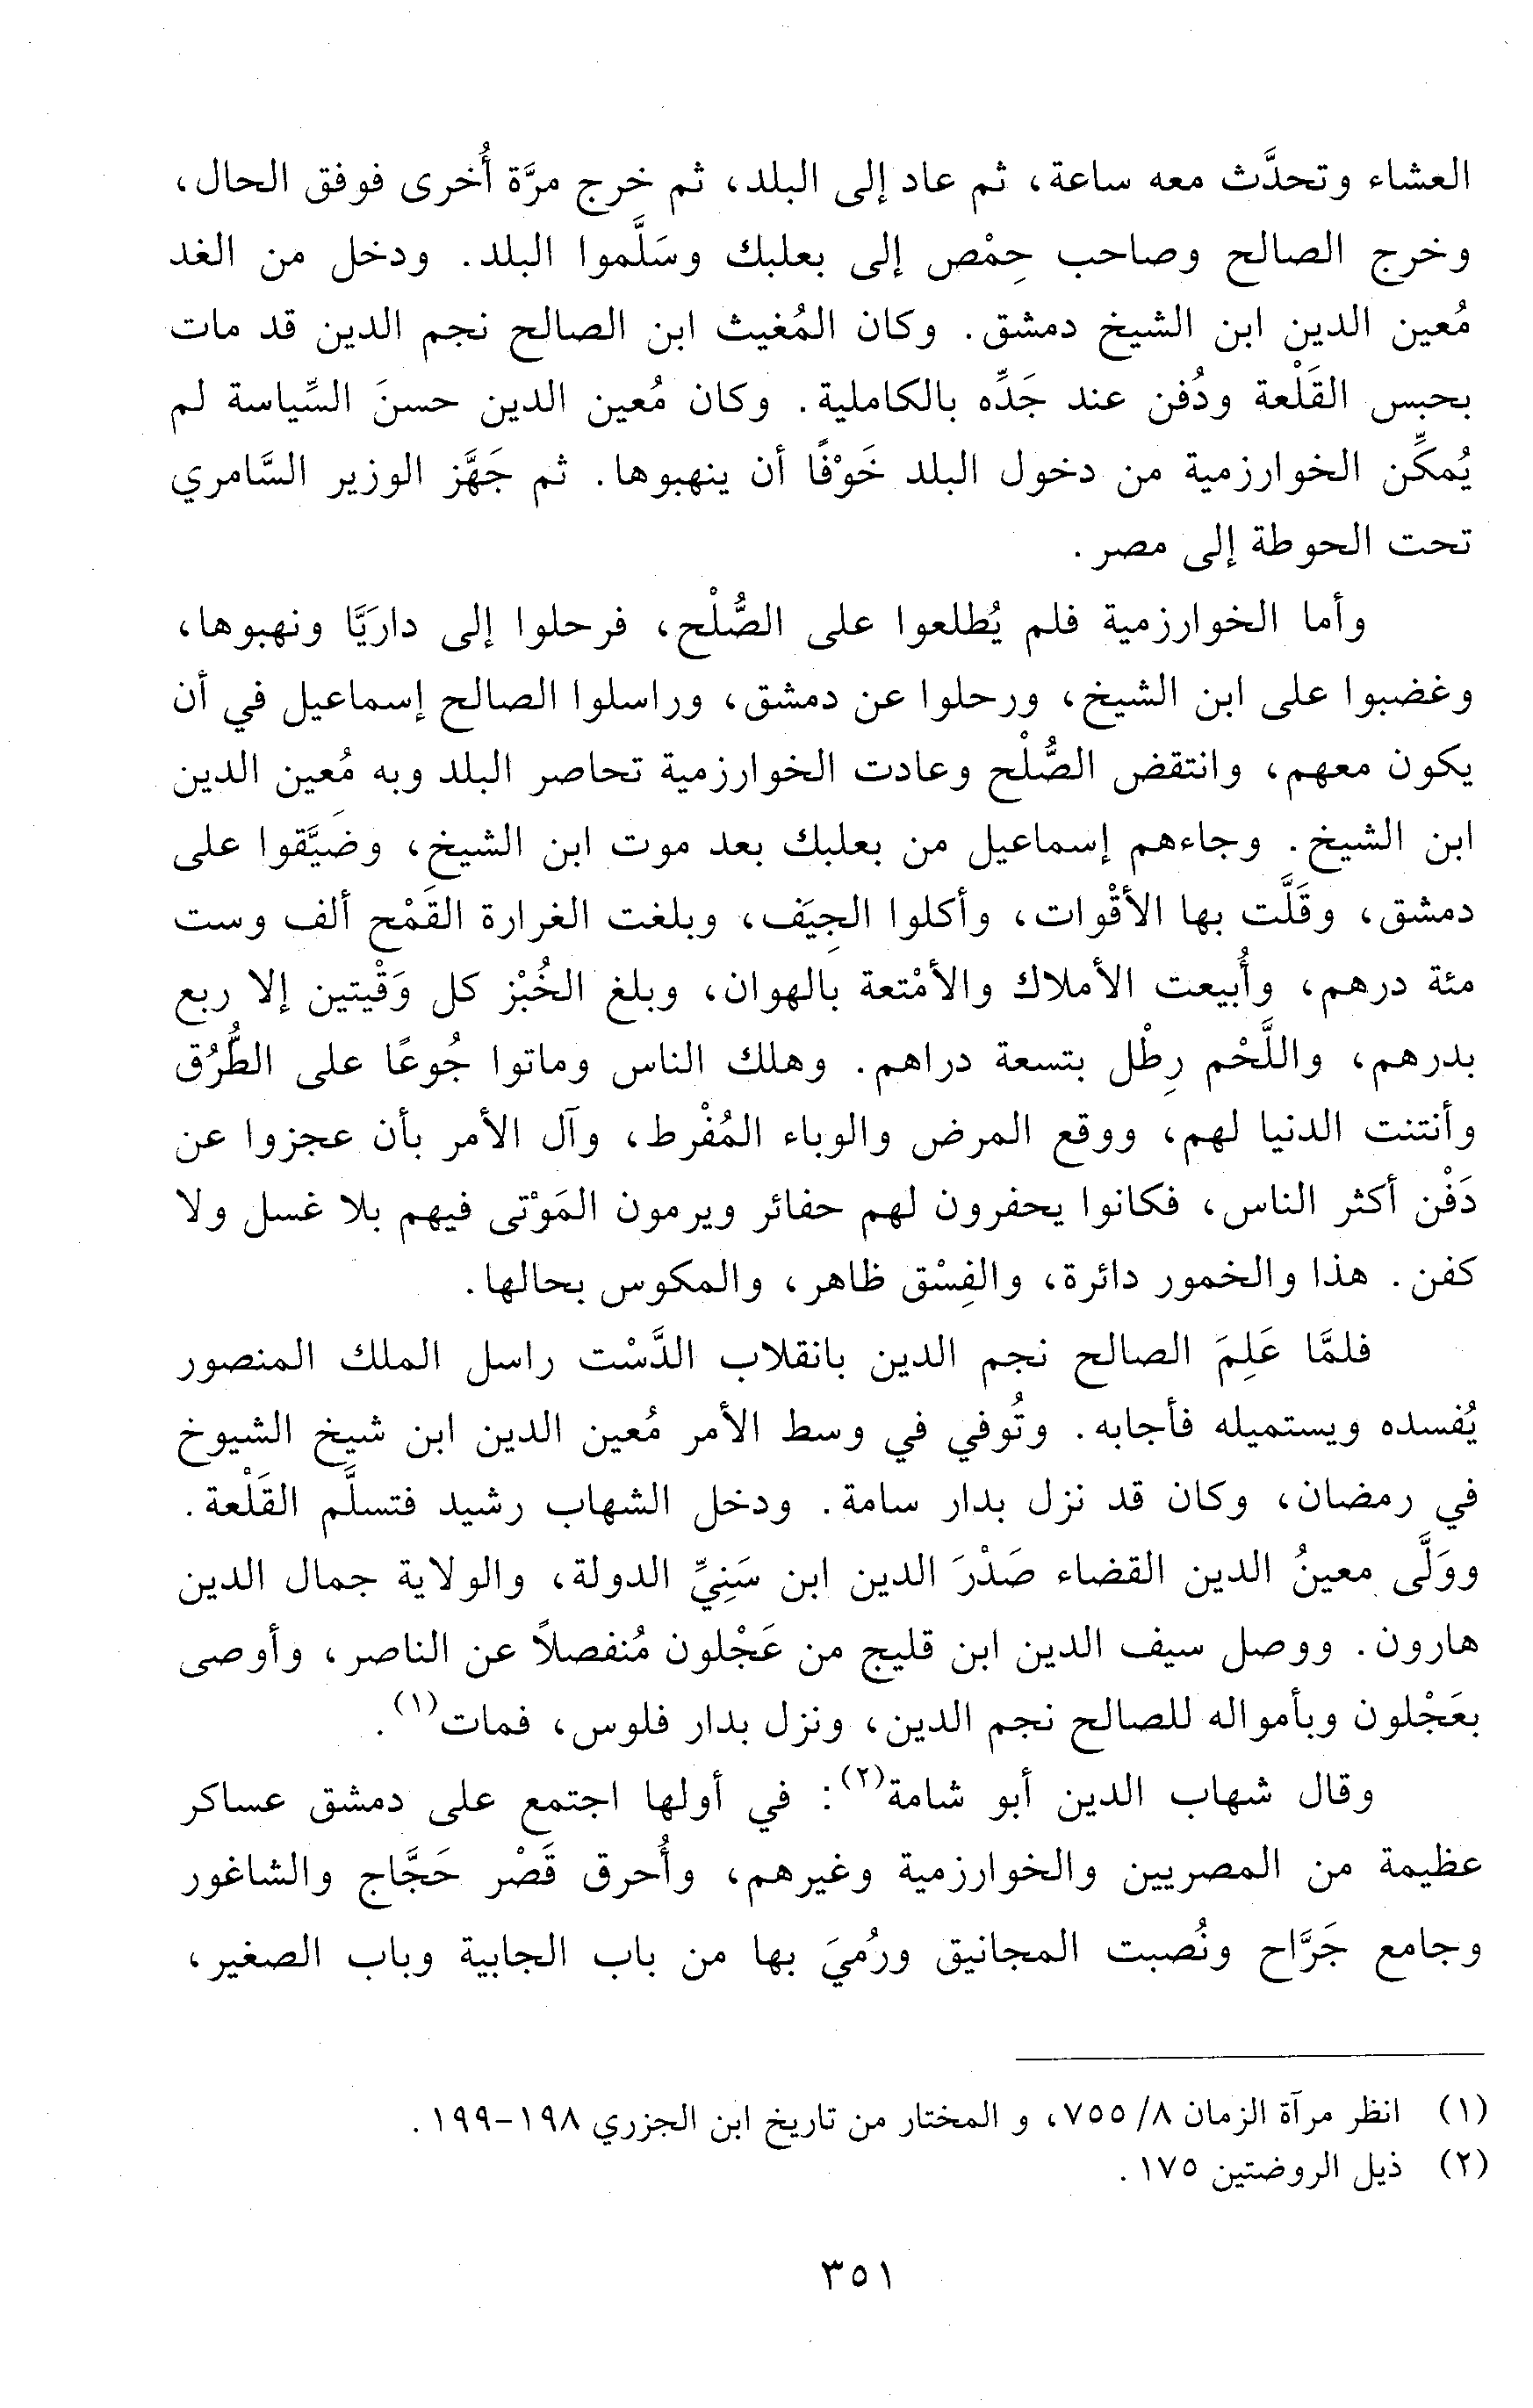 العشاء وتحدَّث معه ساعة، ثم عاد إلى البلد، ثم خرج مرَّة أُخرى فوفق الحال،
وخرج الصالح وصاحب حِمْص إلى بعلبك وسَلَّموا البلد. ودخل من الغد
مُعين الدين ابن الشيخ دمشق. وكان المُغيث ابن الصالح نجم الدين قد مات
بحبس القَلْعة ودُفن عند جَدِّه بالكاملية. وكان مُعين الدين حسنَ السِّياسة لم
يُمكِّن الخوارزمية من دخول البلد خَوْفًا أن ينهبوها. ثم جَهَّز الوزير السَّامري
تحت الحوطة إلى مصر.
وأما الخوارزمية فلم يُطلعوا على الصُّلْح، فرحلوا إلى داريَّا ونهبوها،
وغضبوا على ابن الشيخ، ورحلوا عن دمشق، وراسلوا الصالح إسماعيل في أن
يكون معهم، وانتقض الصُّلْح وعادت الخوارزمية تحاصر البلد وبه مُعين الدين
ابن الشيخ. وجاءهم إسماعيل من بعلبك بعد موت ابن الشيخ، وضَيَّقوا على
دمشق، وقَلَّت بها الأقْوات، وأكلوا الجِيَف، وبلغت الغرارة القَمْح ألف وست
مئة درهم، وأُبيعت الأملاك والأمْتعة بالهوان، وبلغ الخُبْز كل وَقْيتين إلا ربع
بدرهم، واللَّحْم رِطْل بتسعة دراهم. وهلك الناس وماتوا جُوعًا على الطُّرُق
وأنتنت الدنيا لهم، ووقع المرض والوباء المُفْرط، وآل الأمر بأن عجزوا عن
دَفْن أكثر الناس، فكانوا يحفرون لهم حفائر ويرمون المَوْتى فيهم بلا غسل ولا
كفن. هذا والخمور دائرة، والفِسْق ظاهر، والمكوس بحالها.
فلمَّا عَلِمَ الصالح نجم الدين بانقلاب الدَّسْت راسل الملك المنصور
يُفسده ويستميله فأجابه. وتُوفي في وسط الأمر مُعين الدين ابن شيخ الشيوخ
في رمضان، وكان قد نزل بدار سامة. ودخل الشهاب رشيد فتسلَّم القَلْعة.
ووَلَّى معينُ الدين القضاء صَدْرَ الدين ابن سَنِيِّ الدولة، والولاية جمال الدين
هارون. ووصل سيف الدين ابن قليج من عَجْلون مُنفصلاً عن الناصر، وأوصى
بعَجْلون وبأمواله للصالح نجم الدين، ونزل بدار فلوس، فمات(١).
وقال شهاب الدين أبو شامة(٢): في أولها اجتمع على دمشق عساكر
عظيمة من المصريين والخوارزمية وغيرهم، وأُحرق قَصْر حَجَّاج والشاغور
وجامع جَرَّاح ونُصبت المجانيق ورُميَ بها من باب الجابية وباب الصغير،
(١) انظر مرآة الزمان ٨/ ٧٥٥، و المختار من تاريخ ابن الجزري ١٩٨-١٩٩.
(٢) ذيل الروضتين ١٧٥.
٣٥١